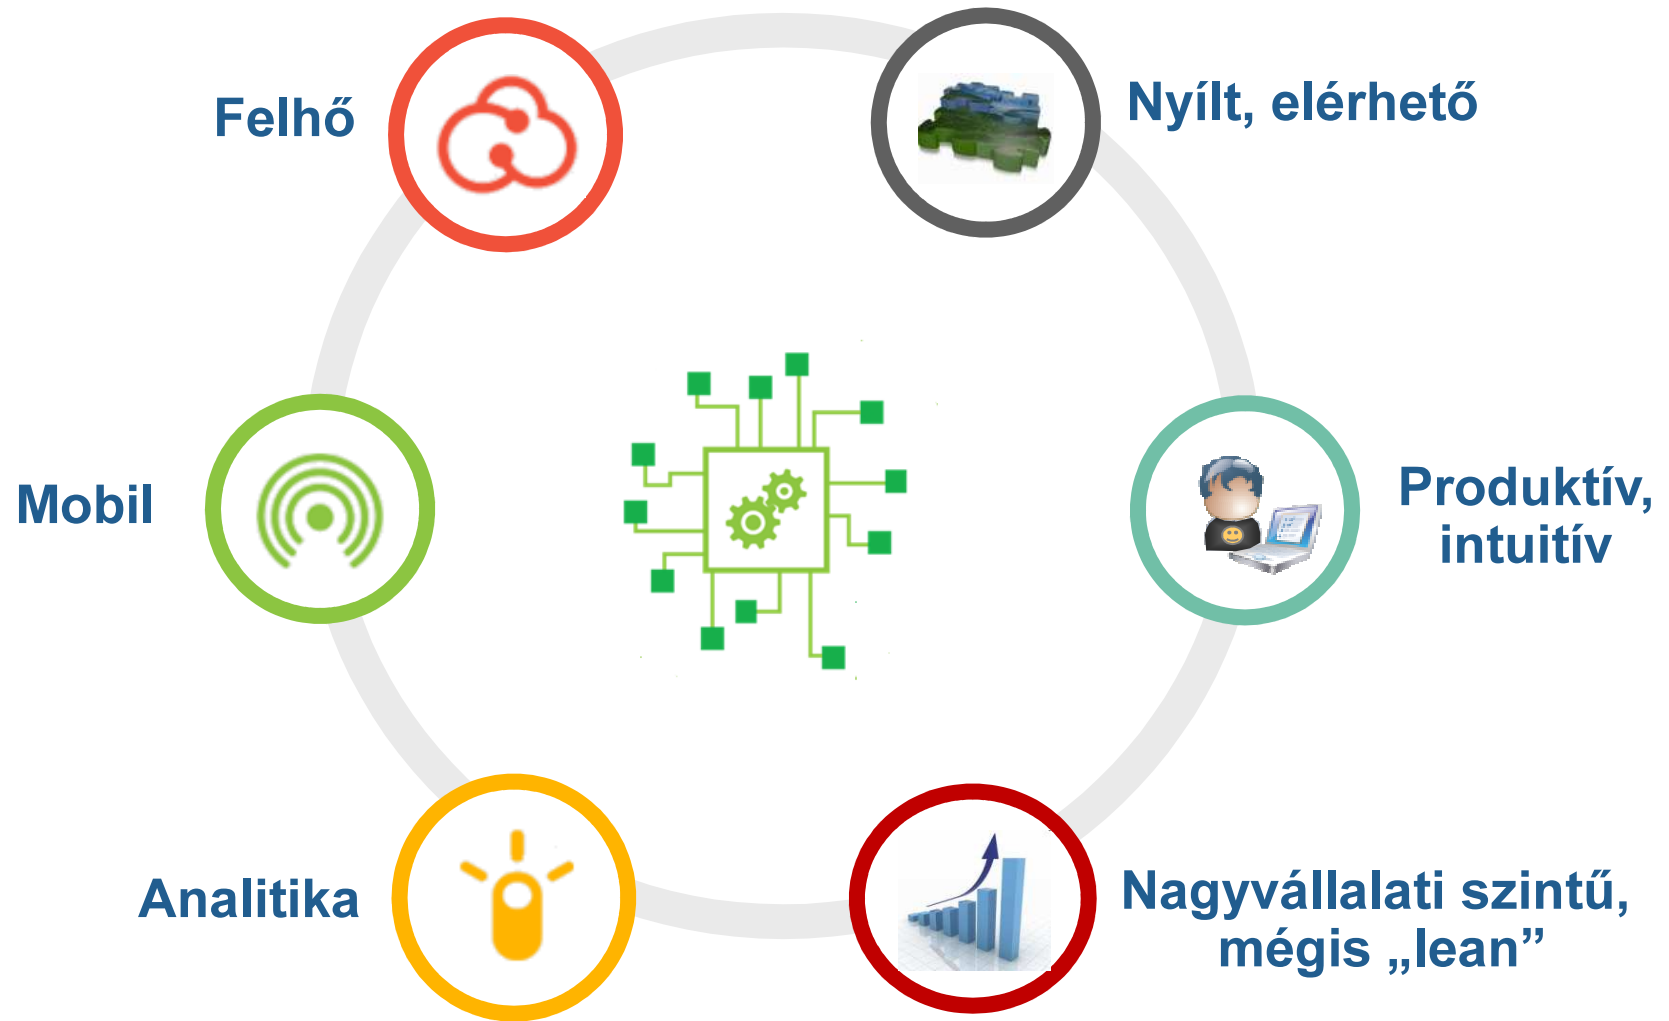 Felhő
Nyílt, elérhető
Mobil
Produktív,
intuitív
Analitika
Nagyvállalati szintű,
mégis „lean”